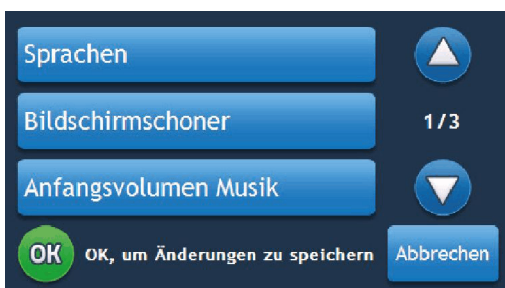 Sprachen
Bildschirmschoner
1/3
Anfangsvolumen Musik
OK OK, um Änderungen zu speichern Abbrechen